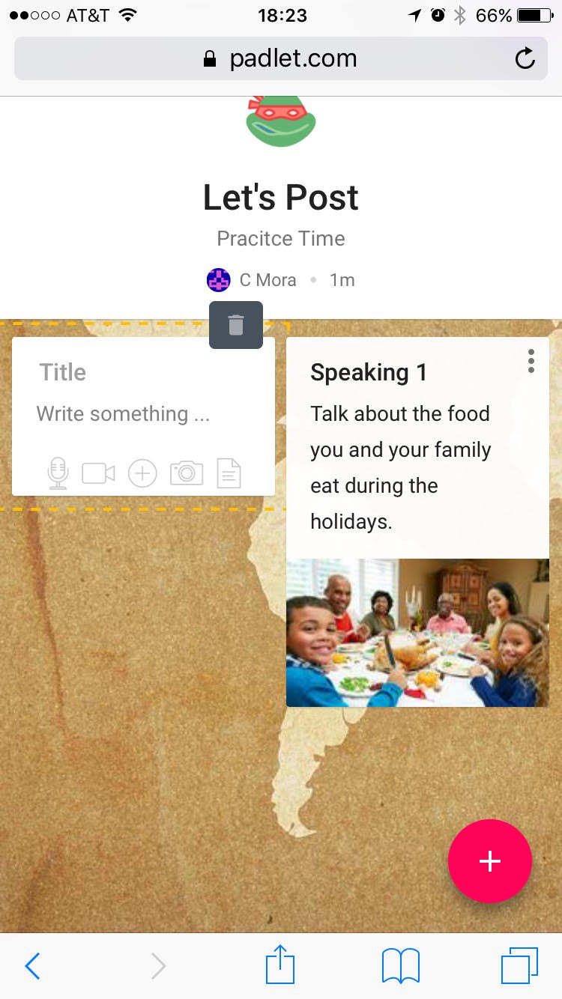 AT&T 18:23 66%
padlet.com
Let's Post
Pracitce Time
C Mora • 1m
Title
Write something ...
Speaking 1
Talk about the food
you and your family
eat during the
holidays.